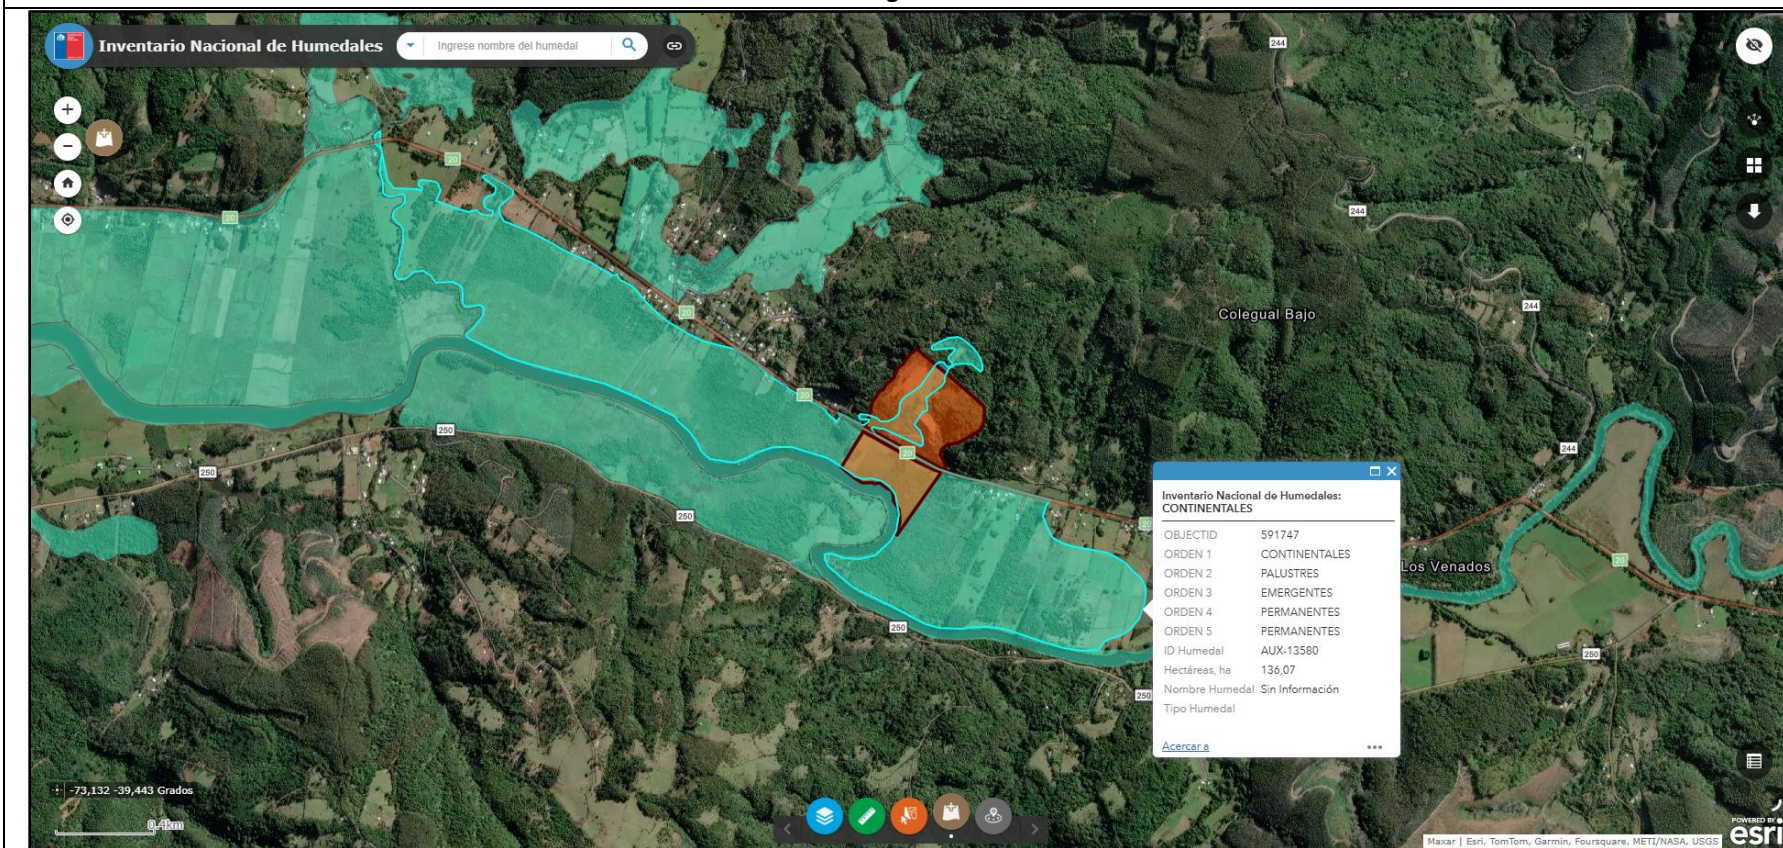 Inventario Nacional de Humedales
Ingrese nombre del humedal
244
20
20
244
244
Colegual Bajo
20
20
250
244
20
250
250
Inventario Nacional de Humedales:
CONTINENTALES
OBJECTID 591747
ORDEN 1 CONTINENTALES
ORDEN 2 PALUSTRES
ORDEN 3 EMERGENTES
ORDEN 4 PERMANENTES
ORDEN 5 PERMANENTES
ID Humedal AUX-13580
Hectáreas, ha 136,07
Nombre Humedal Sin Información
Tipo Humedal
Acercar a
20
Los Venados
20
250
250
250
-73,132 -39,443 Grados
0.4km
Maxar | Esri, TomTom, Garmin, Foursquare, METI/NASA, USGS
POWERED BY
esri